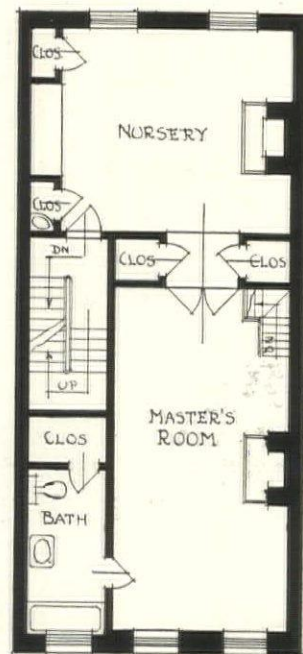 CLOS
NURSERY
CLOS
DN
CLOS
CLOS
DN
UP
MASTER'S
ROOM
CLOS
BATH